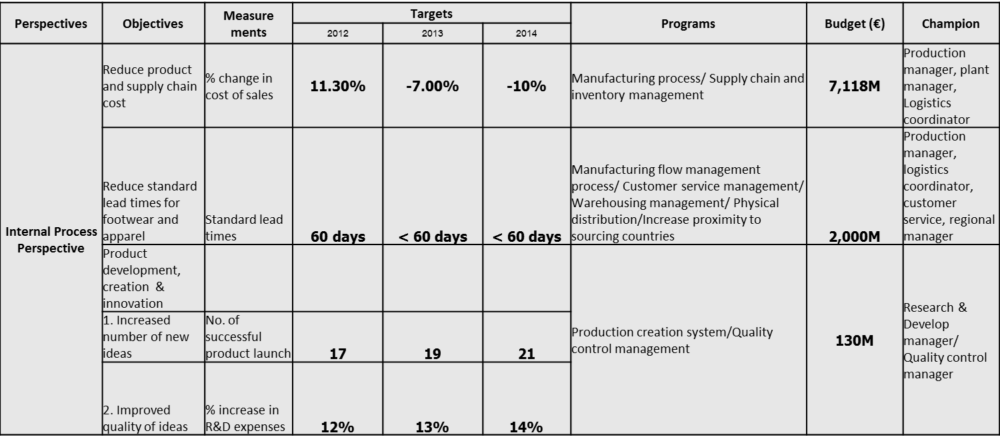 Perspectives
Objectives
Measure
ments
Targets
2012
2013
2014
Programs
Budget (€)
Champion
Internal Process
Perspective
Reduce product
and supply chain
cost
% change in
cost of sales
11.30%
-7.00%
-10%
Manufacturing process/ Supply chain and
inventory management
7,118M
Production
manager, plant
manager,
Logistics
coordinator
Reduce standard
lead times for
footwear and
apparel
Standard lead
times
60 days
< 60 days
< 60 days
Manufacturing flow management
process/ Customer service management/
Warehousing management/ Physical
distribution/Increase proximity to
sourcing countries
2,000M
Production
manager,
logistics
coordinator,
customer
service, regional
manager
Product
development,
creation &
innovation
1. Increased
number of new
ideas
No. of
successful
product launch
17
19
21
Production creation system/Quality
control management
130M
Research &
Develop
manager/
Quality control
manager
2. Improved
quality of ideas
% increase in
R&D expenses
12%
13%
14%